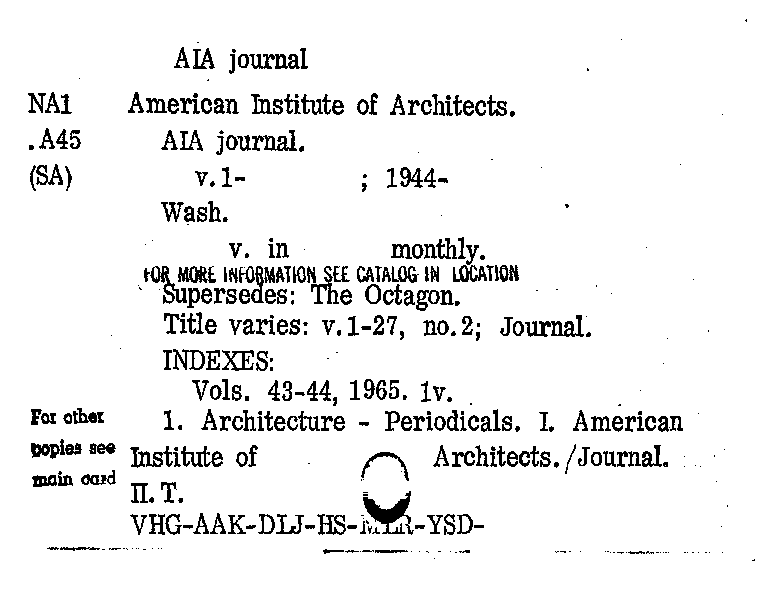 AIA journal
NA1 American Institute of Architects.
.A45 AIA journal.
(SA) v.1- ; 1944-
Wash.
v. in monthly.
FOR MORE INFORMATION SEE CATALOG IN LOCATION
Supersedes: The Octagon.
Title varies: v.1-27, no.2; Journal.
INDEXES:
Vols. 43-44, 1965. 1v.
For other 1. Architecture - Periodicals. I. American
copies see Institute of Architects./Journal.
main card II. T.
VHG-AAK-DLJ-HS-MLR-YSD-